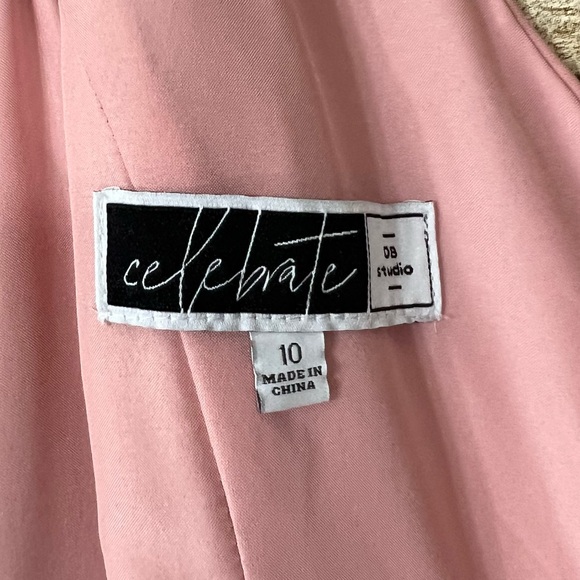 celebrate
DB
studio
10
MADE IN
CHINA